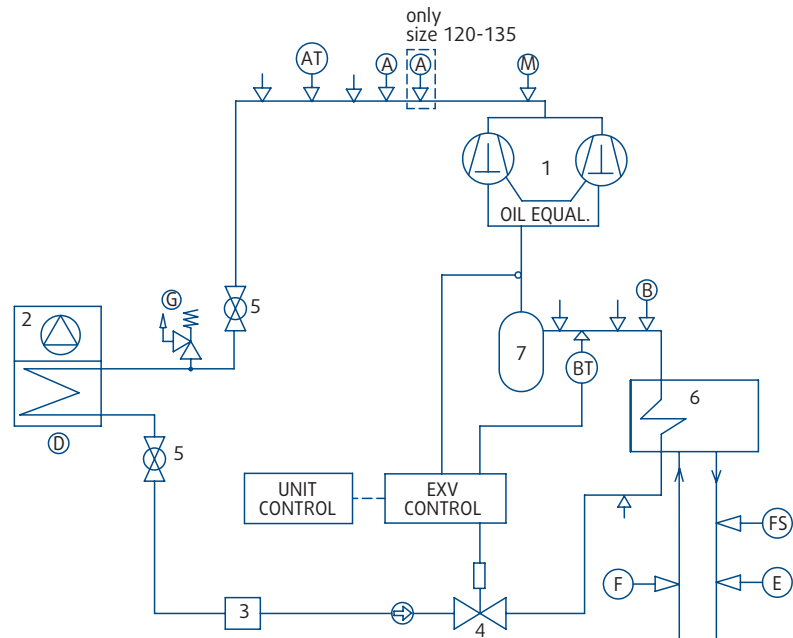 only
size 120-135
AT
A
A
M
1
OIL EQUAL.
G
5
2
B
7
BT
6
D
5
UNIT
CONTROL
EXV
CONTROL
FS
F
E
3
4